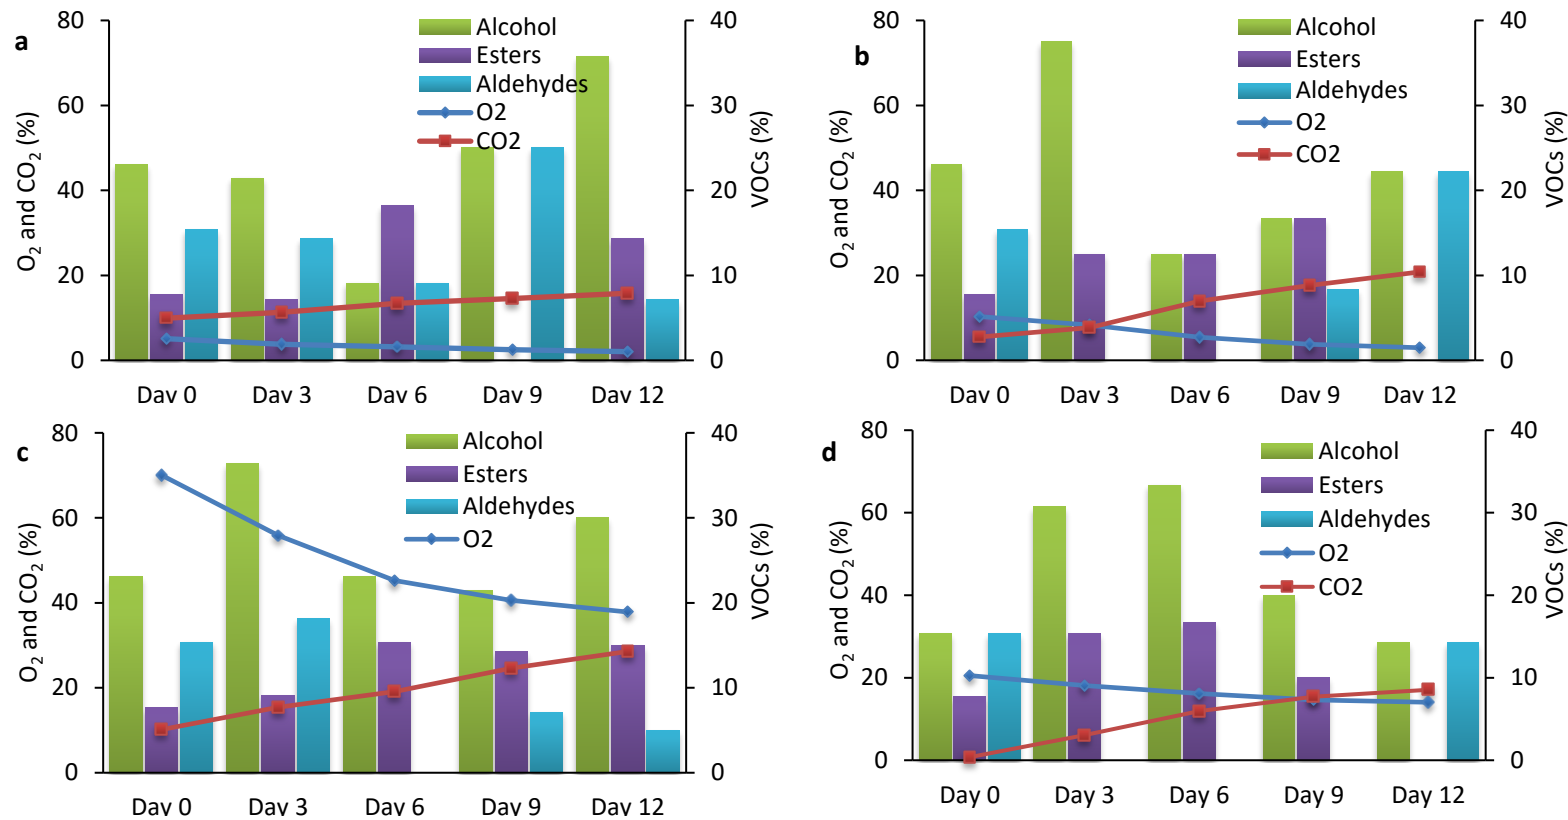 a
80
60
40
20
0
O₂ and CO₂ (%)
40
30
20
10
0
VOCs (%)
Alcohol
Esters
Aldehydes
O2
CO2
Day 0 Day 3 Day 6 Day 9 Day 12
b
80
60
40
20
0
O₂ and CO₂ (%)
40
30
20
10
0
VOCs (%)
Alcohol
Esters
Aldehydes
O2
CO2
Day 0 Day 3 Day 6 Day 9 Day 12
c
80
60
40
20
0
O₂ and CO₂ (%)
40
30
20
10
0
VOCs (%)
Alcohol
Esters
Aldehydes
O2
Day 0 Day 3 Day 6 Day 9 Day 12
d
80
60
40
20
0
O₂ and CO₂ (%)
40
30
20
10
0
VOCs (%)
Alcohol
Esters
Aldehydes
O2
CO2
Day 0 Day 3 Day 6 Day 9 Day 12